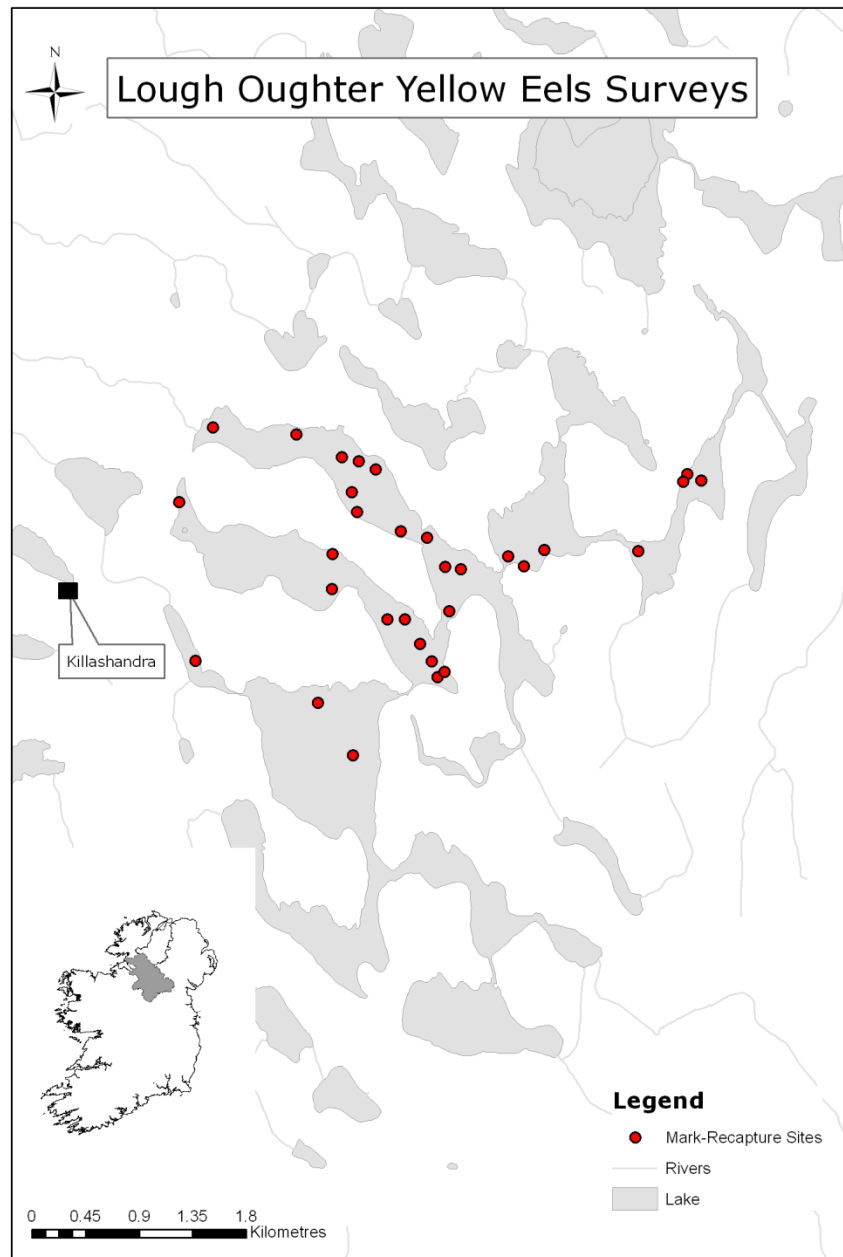 N
Lough Oughter Yellow Eels Surveys
Killashandra
Legend
Mark-Recapture Sites
Rivers
Lake
0 0.45 0.9 1.35 1.8
Kilometres